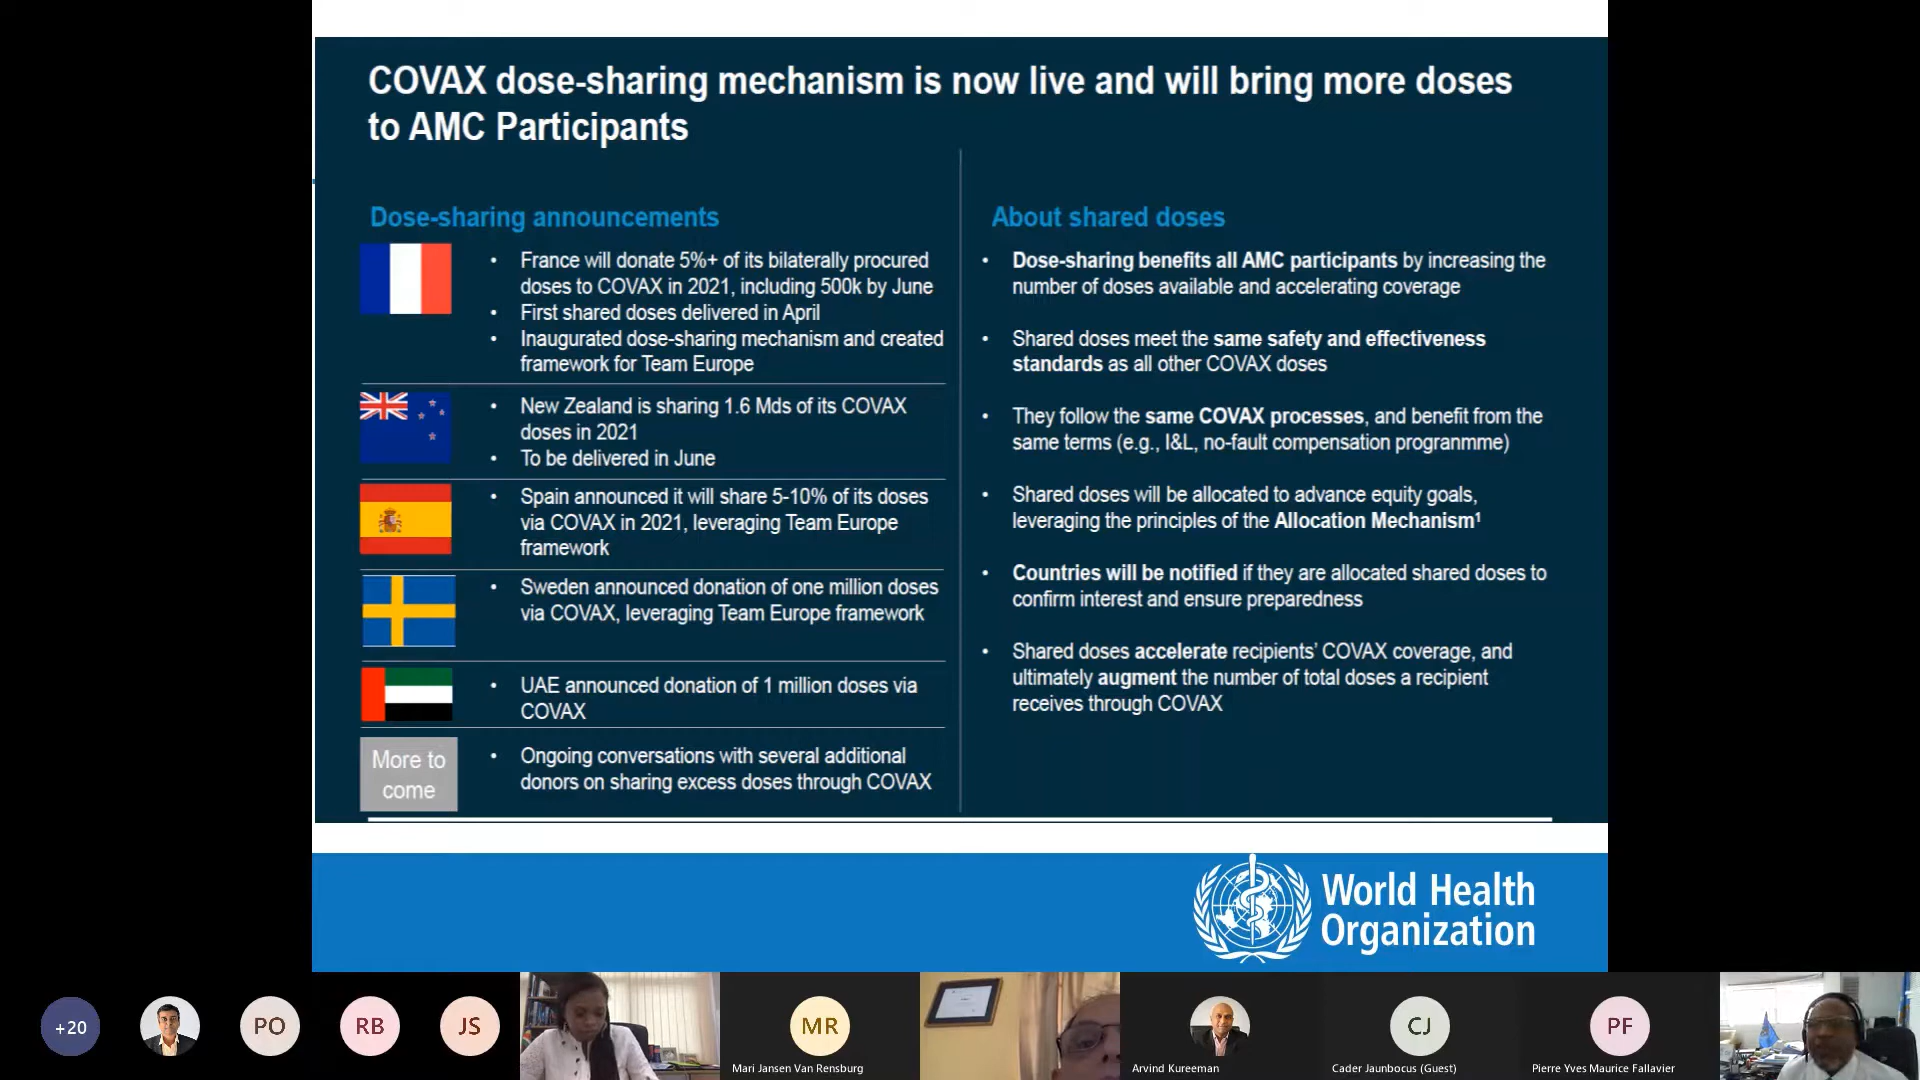 COVAX dose-sharing mechanism is now live and will bring more doses
to AMC Participants
Dose-sharing announcements
• France will donate 5%+ of its bilaterally procured
doses to COVAX in 2021, including 500k by June
• First shared doses delivered in April
• Inaugurated dose-sharing mechanism and created
framework for Team Europe
• New Zealand is sharing 1.6 Mds of its COVAX
doses in 2021
• To be delivered in June
• Spain announced it will share 5-10% of its doses
via COVAX in 2021, leveraging Team Europe
framework
• Sweden announced donation of one million doses
via COVAX, leveraging Team Europe framework
• UAE announced donation of 1 million doses via
COVAX
More to
come
• Ongoing conversations with several additional
donors on sharing excess doses through COVAX
About shared doses
• Dose-sharing benefits all AMC participants by increasing the
number of doses available and accelerating coverage
• Shared doses meet the same safety and effectiveness
standards as all other COVAX doses
• They follow the same COVAX processes, and benefit from the
same terms (e.g., I&L, no-fault compensation progranmme)
• Shared doses will be allocated to advance equity goals,
leveraging the principles of the Allocation Mechanism¹
• Countries will be notified if they are allocated shared doses to
confirm interest and ensure preparedness
• Shared doses accelerate recipients' COVAX coverage, and
ultimately augment the number of total doses a recipient
receives through COVAX
World Health
Organization
+20
PO
RB
JS
MR
Mari Jansen Van Rensburg
Arvind Kureeman
CJ
Cader Jaunbocus (Guest)
PF
Pierre Yves Maurice Fallavier